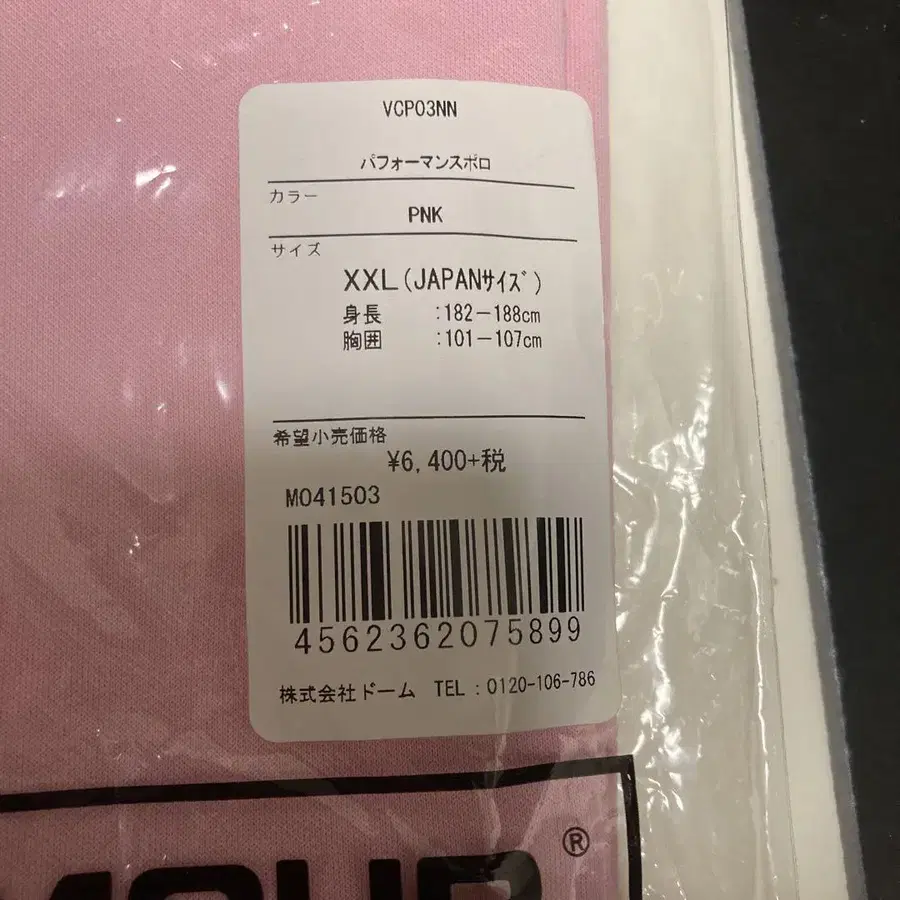 VCP03NN
パフォーマンスポロ
カラー
PNK
サイズ
XXL(JAPANサイズ)
身長 :182-188cm
胸囲 :101-107cm
希望小売価格
¥6,400+税
M041503
4562362075899
株式会社ドーム TEL:0120-106-786
®